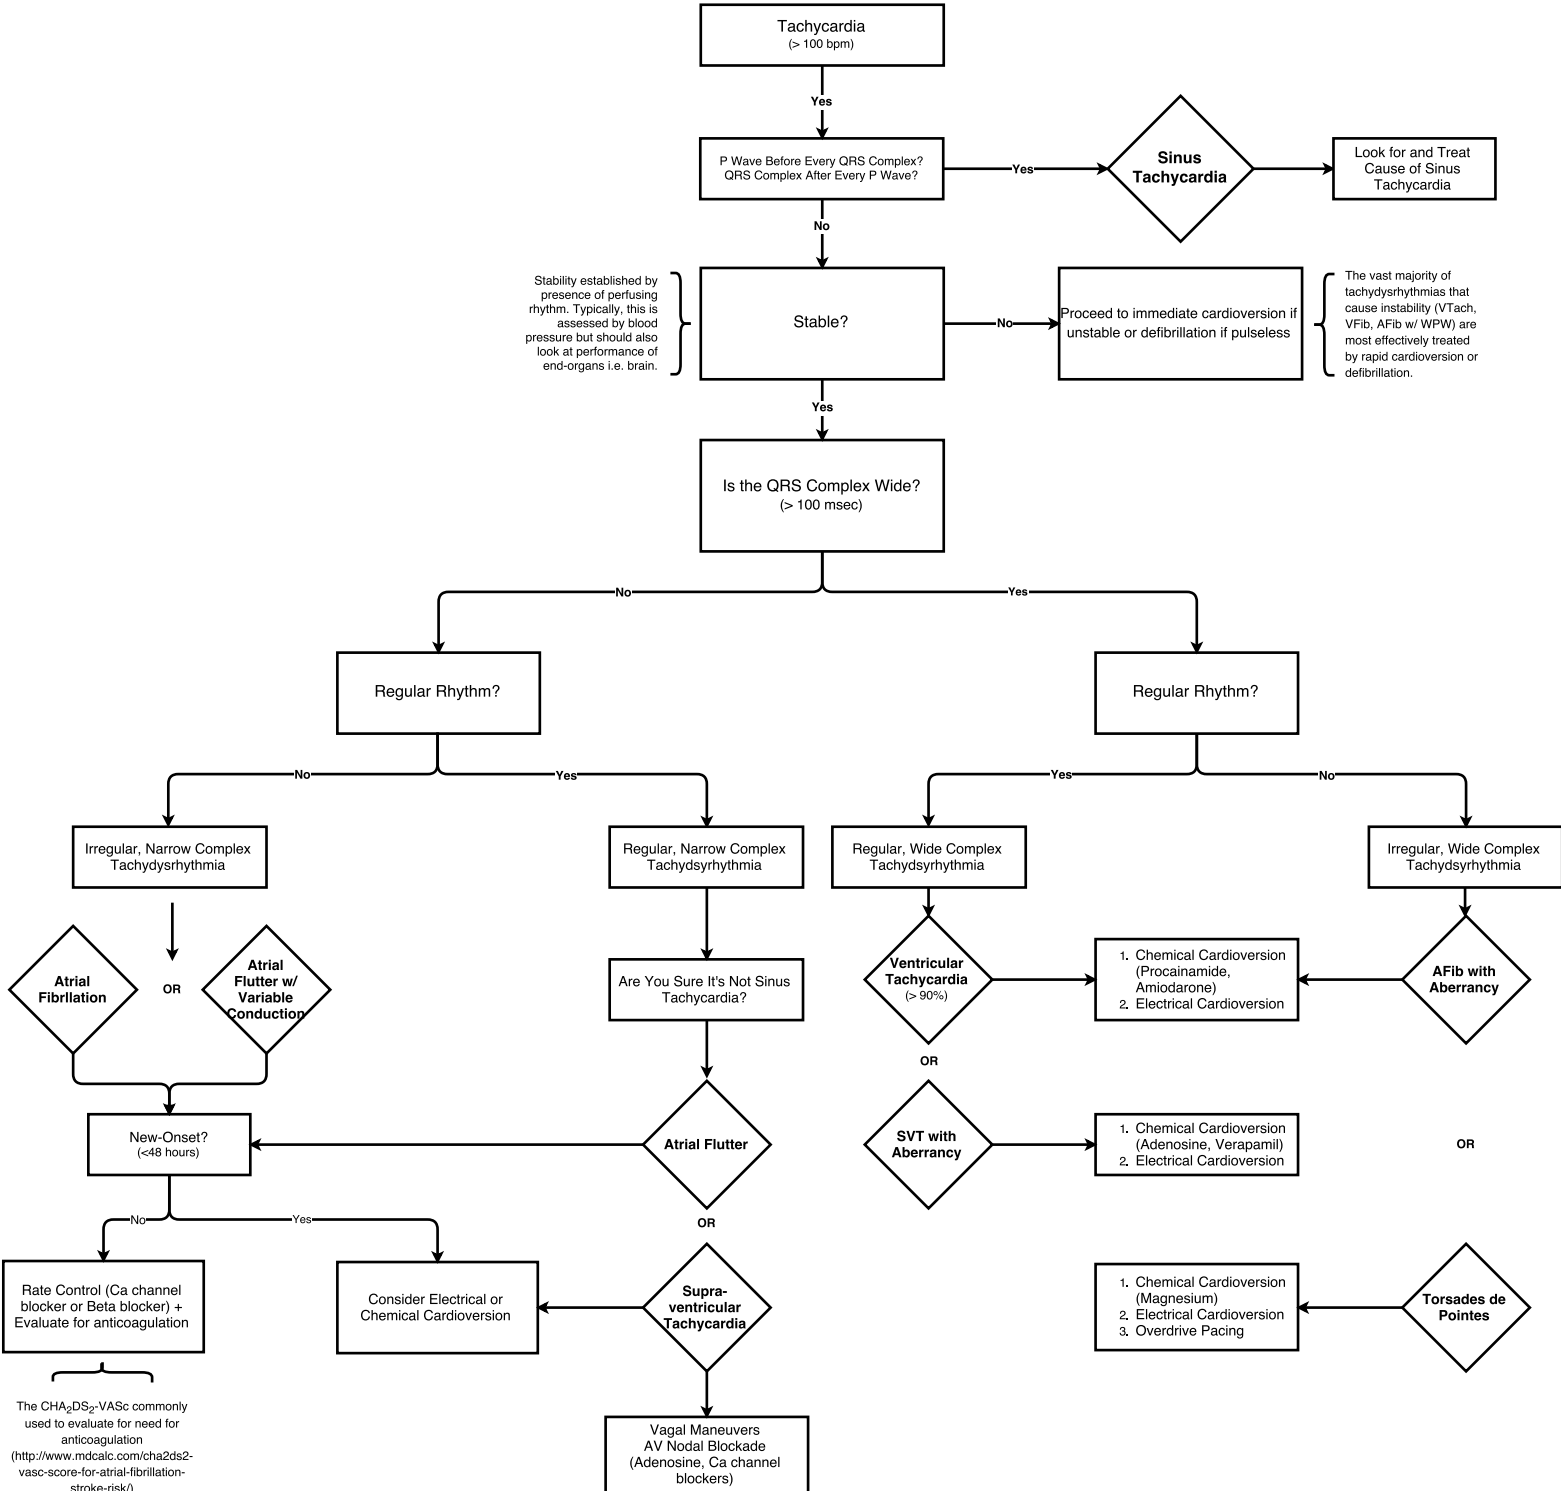 Tachycardia
(> 100 bpm)
Yes
P Wave Before Every QRS Complex?
QRS Complex After Every P Wave?
Yes
Sinus
Tachycardia
Look for and Treat
Cause of Sinus
Tachycardia
No
Stability established by
presence of perfusing
rhythm. Typically, this is
assessed by blood
pressure but should also
look at performance of
end-organs i.e. brain.
Stable?
No
Proceed to immediate cardioversion if
unstable or defibrillation if pulseless
The vast majority of
tachydysrhythmias that
cause instability (VTach,
VFib, AFib w/ WPW) are
most effectively treated
by rapid cardioversion or
defibrillation.
Yes
Is the QRS Complex Wide?
(> 100 msec)
No
Yes
Regular Rhythm?
Regular Rhythm?
No
Yes
Yes
No
Irregular, Narrow Complex
Tachydysrhythmia
Regular, Narrow Complex
Tachydsyrhythmia
Regular, Wide Complex
Tachydsyrhythmia
Irregular, Wide Complex
Tachydsyrhythmia
Atrial
Fibrllation
OR
Atrial
Flutter w/
Variable
Conduction
Are You Sure It's Not Sinus
Tachycardia?
Ventricular
Tachycardia
(> 90%)
1. Chemical Cardioversion
(Procainamide,
Amiodarone)
2. Electrical Cardioversion
AFib with
Aberrancy
OR
New-Onset?
(<48 hours)
Atrial Flutter
SVT with
Aberrancy
1. Chemical Cardioversion
(Adenosine, Verapamil)
2. Electrical Cardioversion
OR
No
Yes
OR
Rate Control (Ca channel
blocker or Beta blocker) +
Evaluate for anticoagulation
Consider Electrical or
Chemical Cardioversion
Supra-
ventricular
Tachycardia
1. Chemical Cardioversion
(Magnesium)
2. Electrical Cardioversion
3. Overdrive Pacing
Torsades de
Pointes
The CHA2DS2-VASc commonly
used to evaluate for need for
anticoagulation
(http://www.mdcalc.com/cha2ds2-
vasc-score-for-atrial-fibrillation-
stroke-risk/)
Vagal Maneuvers
AV Nodal Blockade
(Adenosine, Ca channel
blockers)